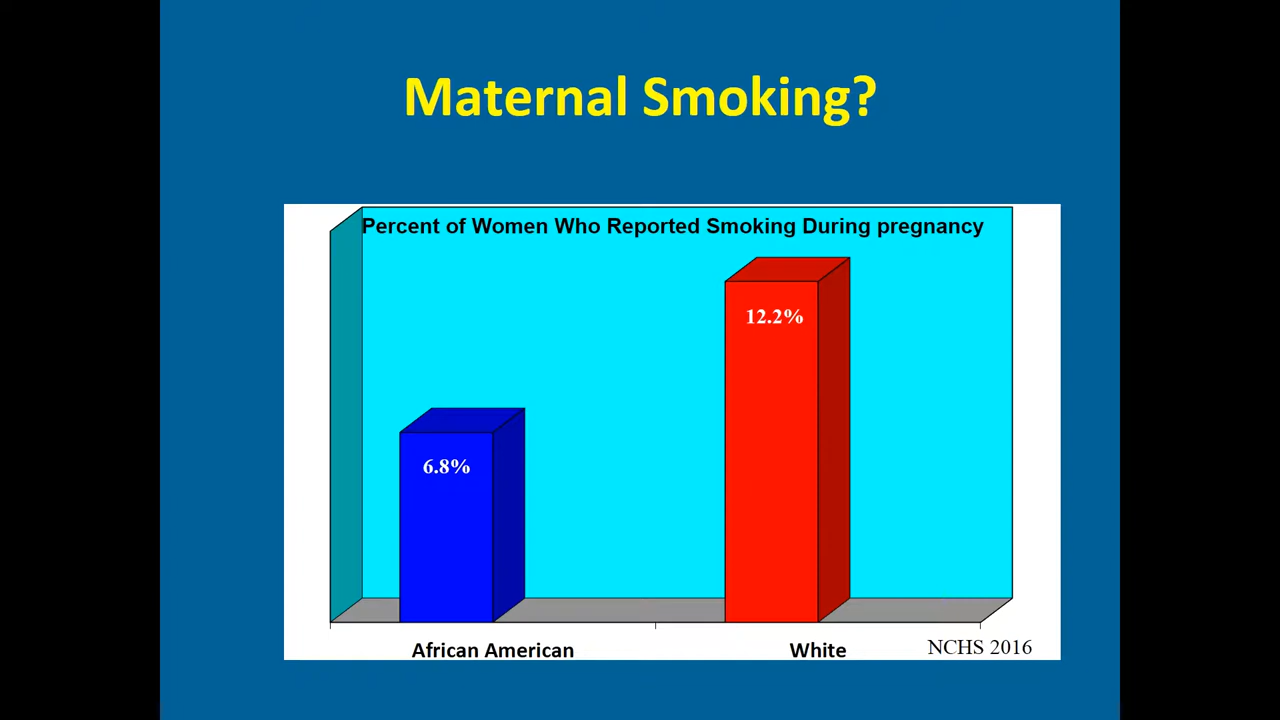 Maternal Smoking?
Percent of Women Who Reported Smoking During pregnancy
12.2%
6.8%
African American
White
NCHS 2016